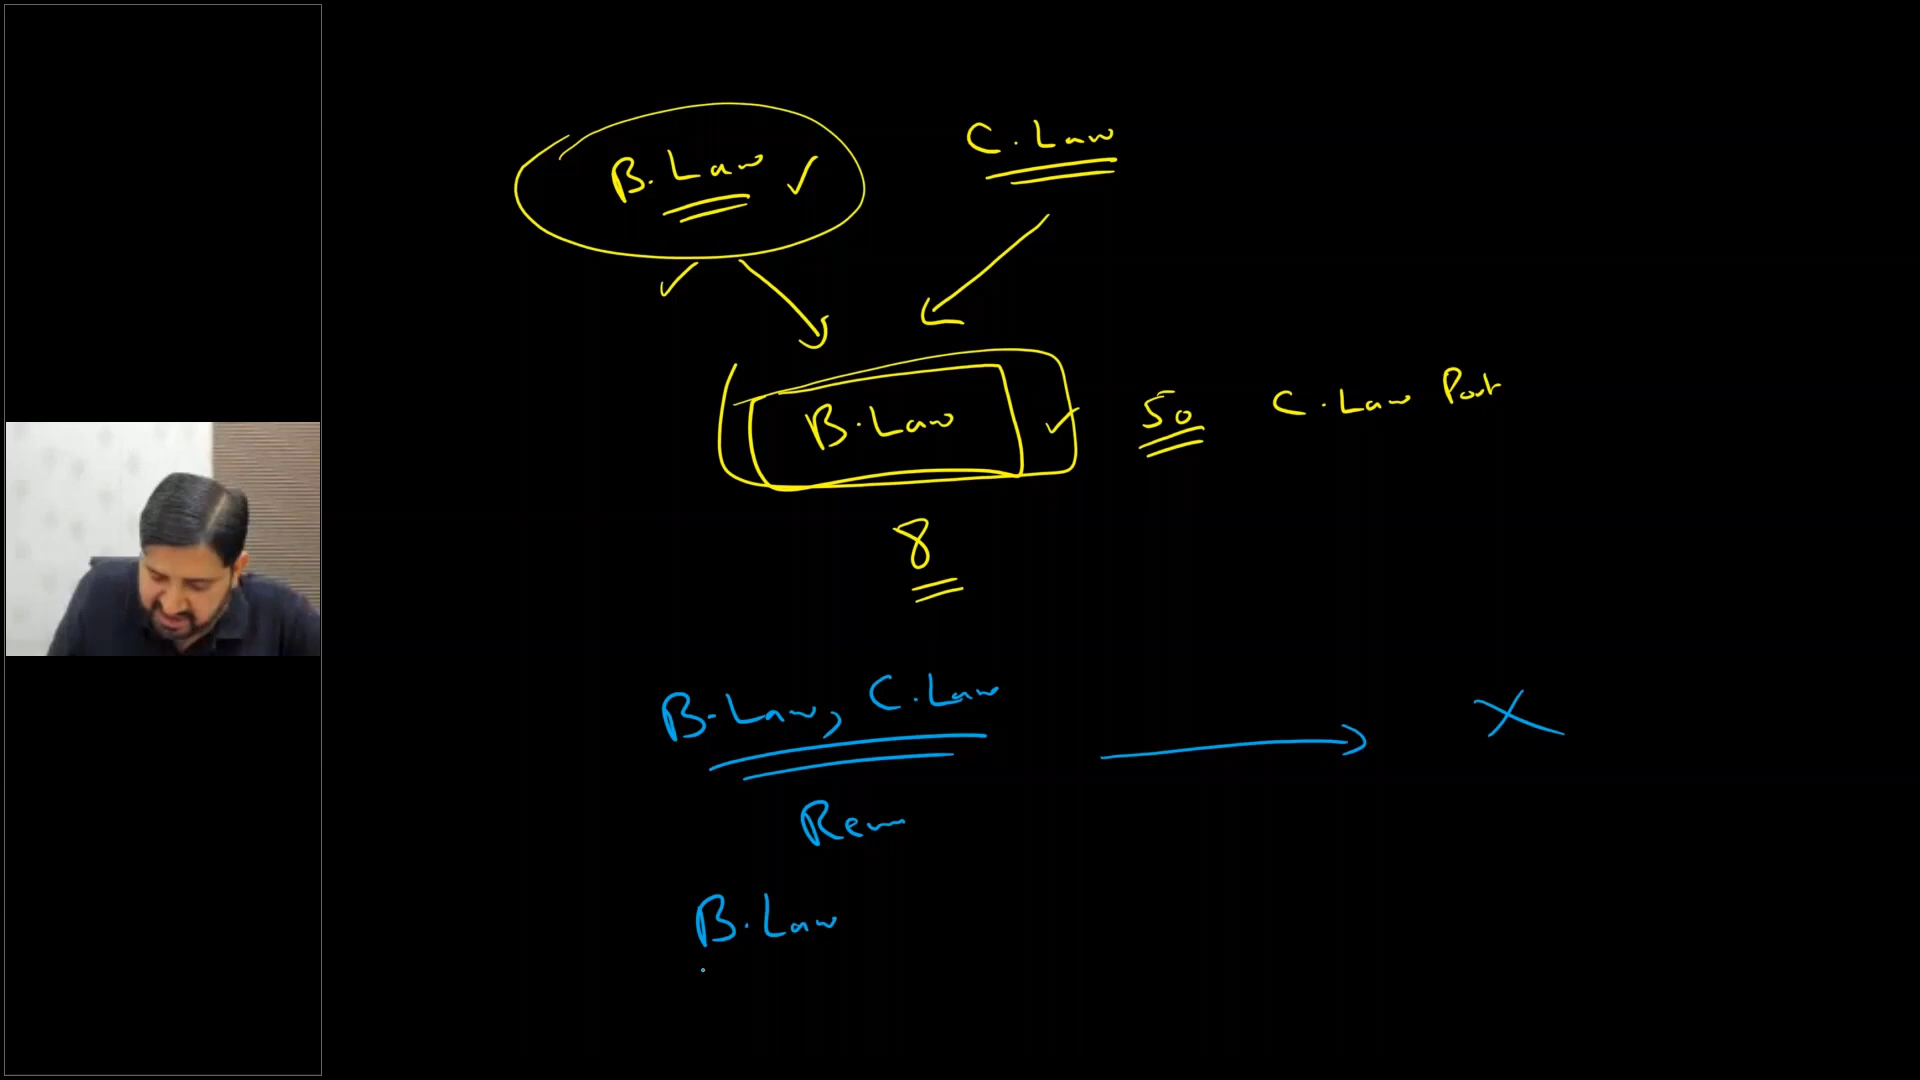 B. Law ✓ C. Law
✓
B. Law ✓ 50 C. Law Part
8
B. Law, C. Law X
Rem
B. Law